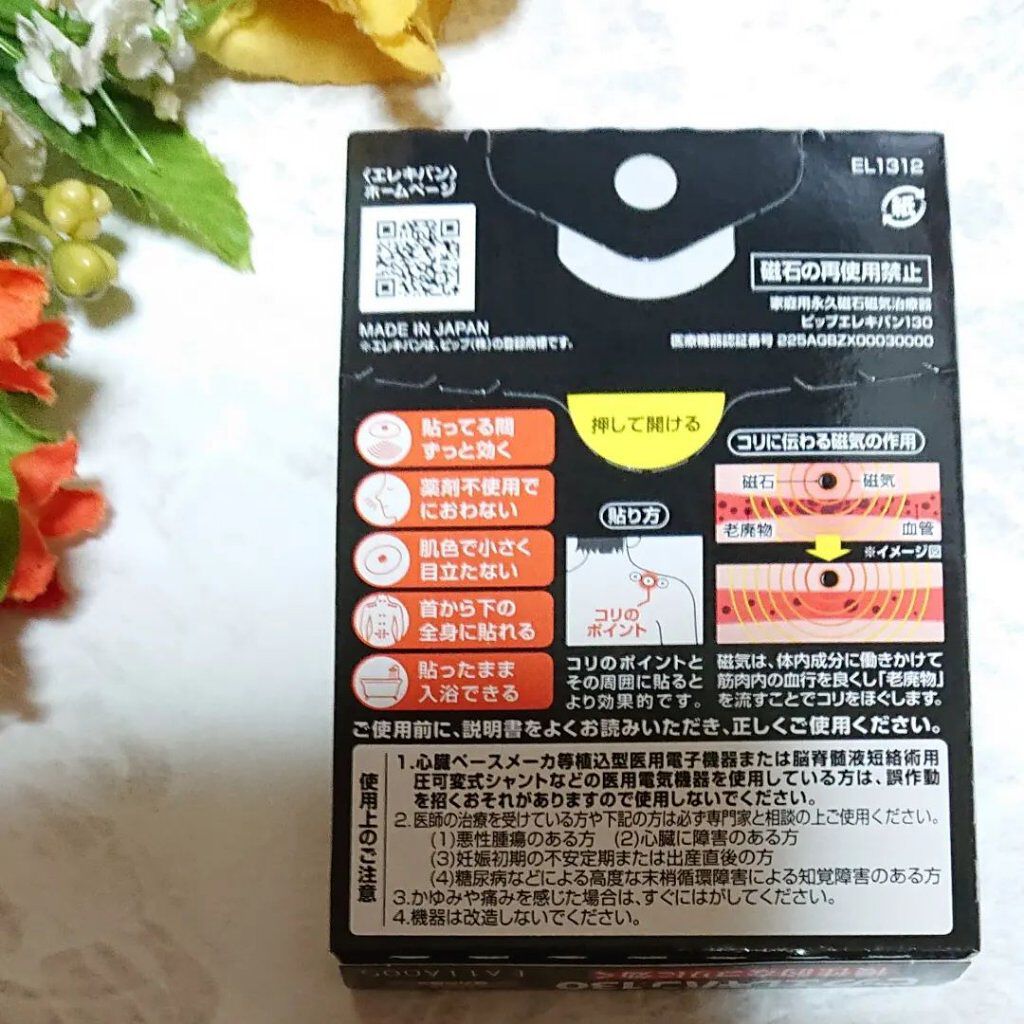 〈エレキバン〉
ホームページ
MADE IN JAPAN
※エレキバンは、ピップ(株)の登録商標です。
EL1312
紙
磁石の再使用禁止
家庭用永久磁石磁気治療器
ピップエレキバン130
医療機器認証番号 225AGBZX00030000
押して開ける
貼ってる間
ずっと効く
薬剤不使用で
におわない
肌色で小さく
目立たない
首から下の
全身に貼れる
貼ったまま
入浴できる
貼り方
コリの
ポイント
コリのポイントと
その周囲に貼ると
より効果的です。
コリに伝わる磁気の作用
磁石
磁気
老廃物
血管
※イメージ図
磁気は、体内成分に働きかけて
筋肉内の血行を良くし「老廃物」
を流すことでコリをほぐします。
ご使用前に、説明書をよくお読みいただき、正しくご使用ください。
使用上のご注意
1.心臓ペースメーカ等植込型医用電子機器または脳脊髄液短絡術用
圧可変式シャントなどの医用電気機器を使用している方は、誤作動
を招くおそれがありますので使用しないでください。
2.医師の治療を受けている方や下記の方は必ず専門家と相談の上ご使用ください。
(1)悪性腫瘍のある方 (2)心臓に障害のある方
(3)妊娠初期の不安定期または出産直後の方
(4)糖尿病などによる高度な末梢循環障害による知覚障害のある方
3.かゆみや痛みを感じた場合は、すぐにはがしてください。
4.機器は改造しないでください。